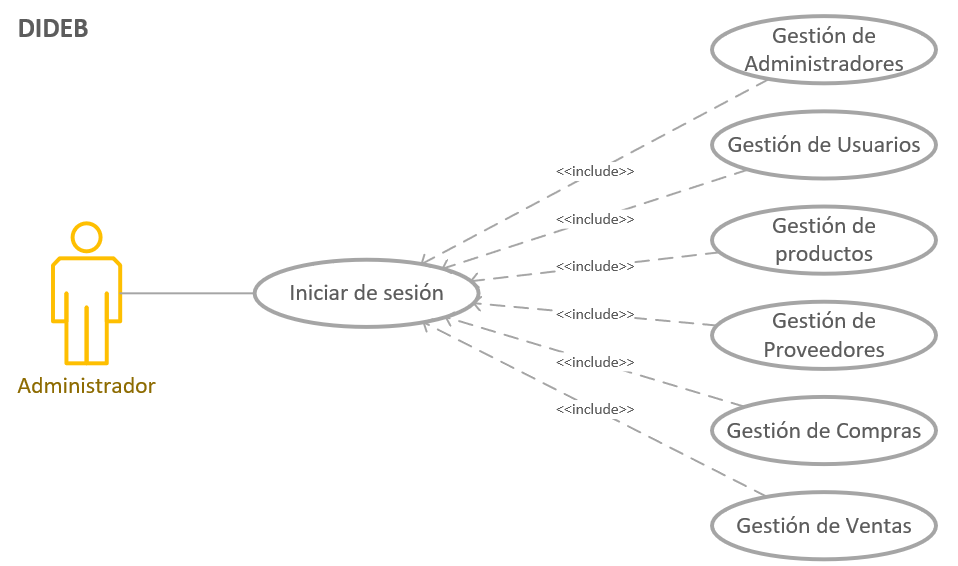 DIDEB
Gestión de
Administradores
Gestión de Usuarios
<<include>>
<<include>>
Gestión de
productos
<<include>>
Iniciar de sesión
<<include>>
Gestión de
Proveedores
<<include>>
Administrador
<<include>>
Gestión de Compras
Gestión de Ventas